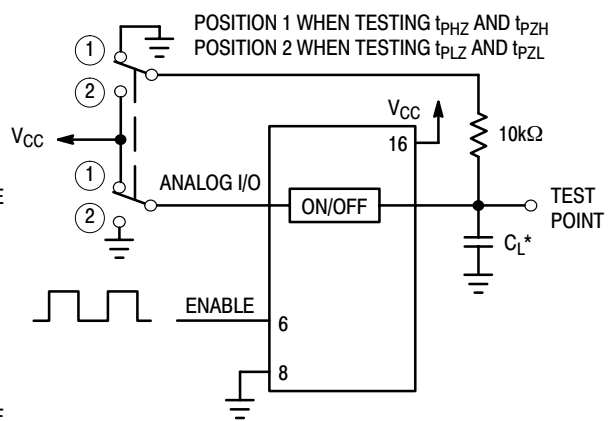 POSITION 1 WHEN TESTING tPHZ AND tPZH
POSITION 2 WHEN TESTING tPLZ AND tPZL
1
2
VCC
VCC
16
10kΩ
1
2
ANALOG I/O
ON/OFF
TEST
POINT
CL*
ENABLE
6
8
E
E